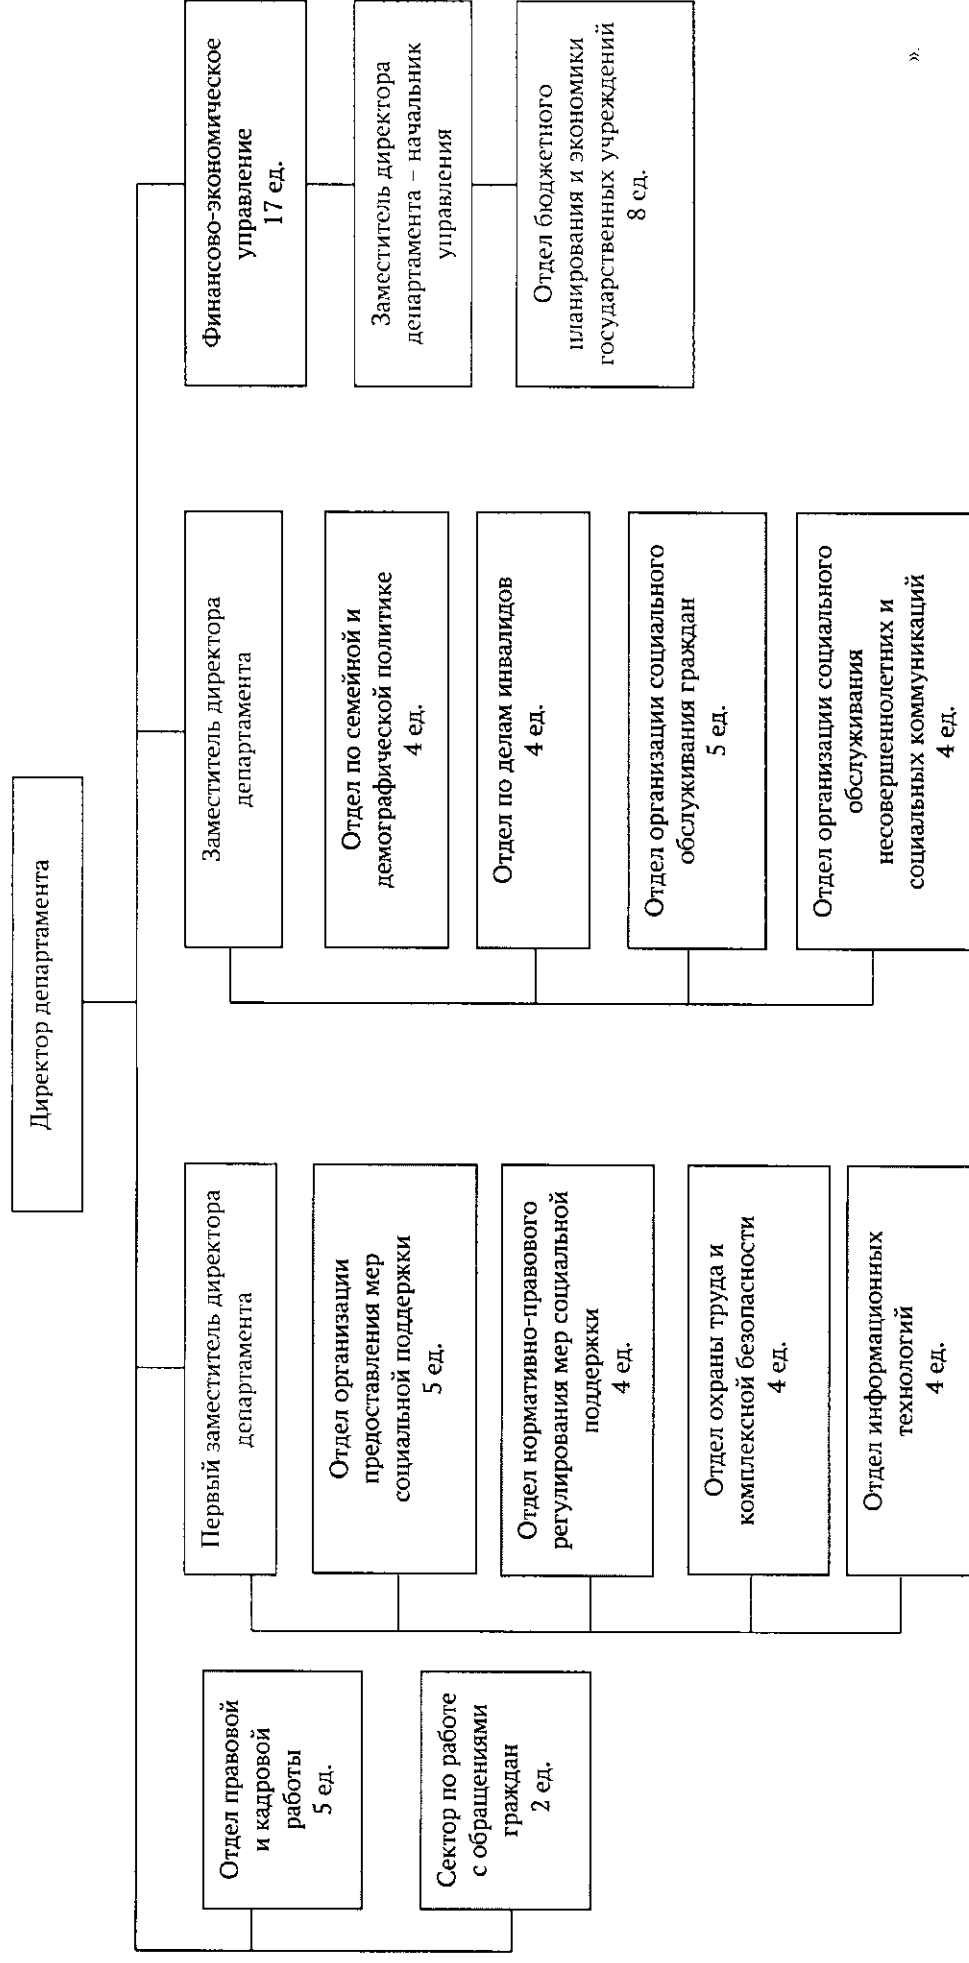 Директор департамента
Отдел правовой
и кадровой
работы
5 ед.
Сектор по работе
с обращениями
граждан
2 ед.
Первый заместитель директора
департамента
Отдел организации
предоставления мер
социальной поддержки
5 ед.
Отдел нормативно-правового
регулирования мер социальной
поддержки
4 ед.
Отдел охраны труда и
комплексной безопасности
4 ед.
Отдел информационных
технологий
4 ед.
Заместитель директора
департамента
Отдел по семейной и
демографической политике
4 ед.
Отдел по делам инвалидов
4 ед.
Отдел организации социального
обслуживания граждан
5 ед.
Отдел организации социального
обслуживания
несовершеннолетних и
социальных коммуникаций
4 ед.
Финансово-экономическое
управление
17 ед.
Заместитель директора
департамента – начальник
управления
Отдел бюджетного
планирования и экономики
государственных учреждений
8 ед.
».